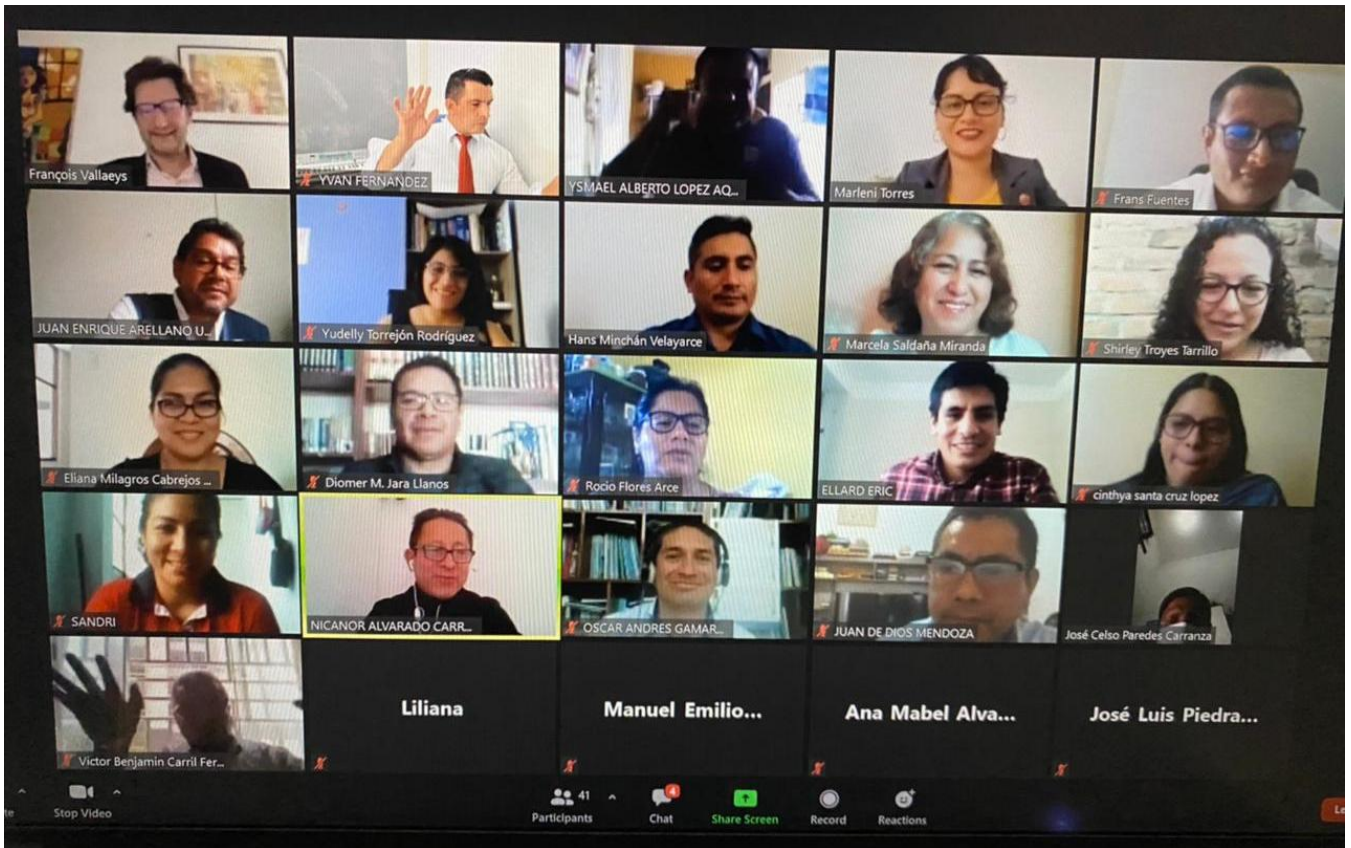 François Vallaeys
YVAN FERNANDEZ
YSMAEL ALBERTO LOPEZ AQ...
Marleni Torres
Frans Fuentes
JUAN ENRIQUE ARELLANO U...
Yudelly Torrejón Rodríguez
Hans Minchán Velayarce
Marcela Saldaña Miranda
Shirley Troyes Tarrillo
Eliana Milagros Cabrejos ...
Diomer M. Jara Llanos
Rocio Flores Arce
ELLARD ERIC
cinthya santa cruz lopez
SANDRI
NICANOR ALVARADO CARR...
OSCAR ANDRES GAMAR...
JUAN DE DIOS MENDOZA
José Celso Paredes Carranza
Victor Benjamin Carril Fer...
Liliana
Manuel Emilio...
Ana Mabel Alva...
José Luis Piedra...
Stop Video
41
Participants
4
Chat
Share Screen
Record
Reactions